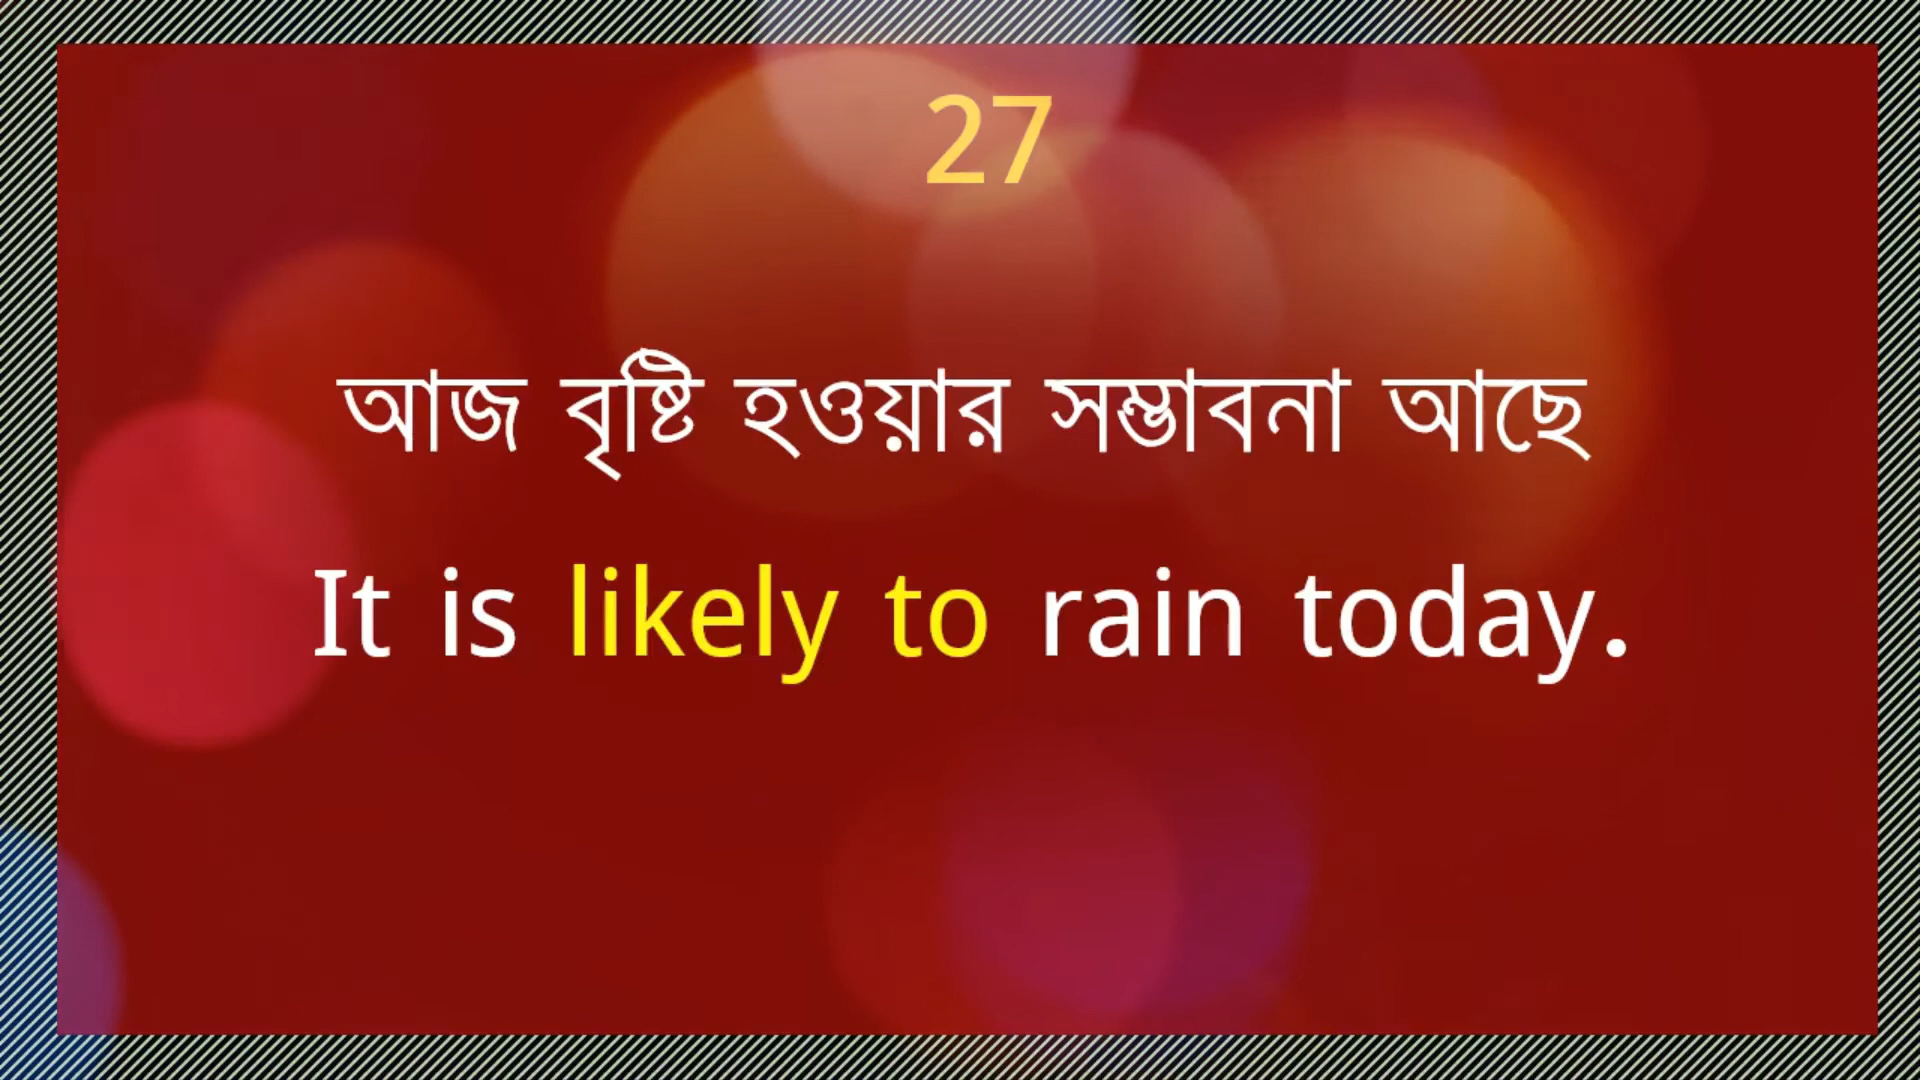 27
আজ বৃষ্টি হওয়ার সম্ভাবনা আছে
It is likely to rain today.